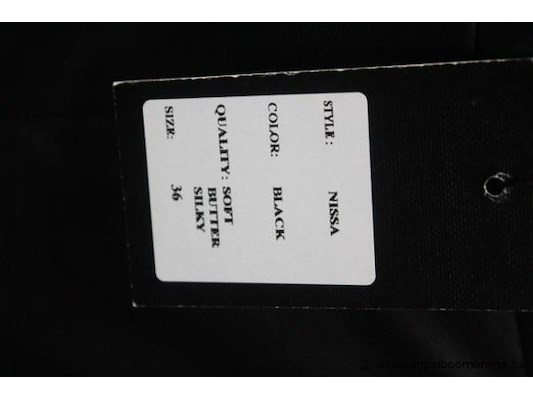 STYLE: NISSA
COLOR: BLACK
QUALITY: SOFT
BUTTER
SILKY
SIZE: 36